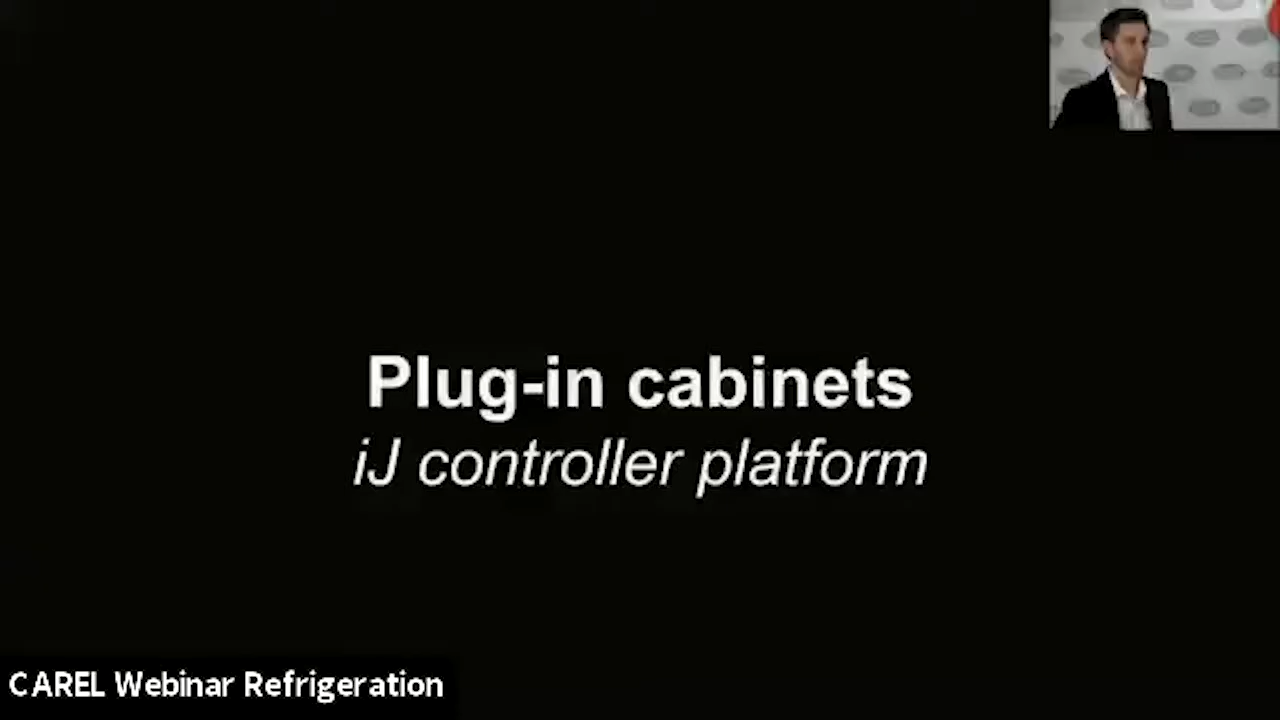 Plug-in cabinets
iJ controller platform
CAREL Webinar Refrigeration